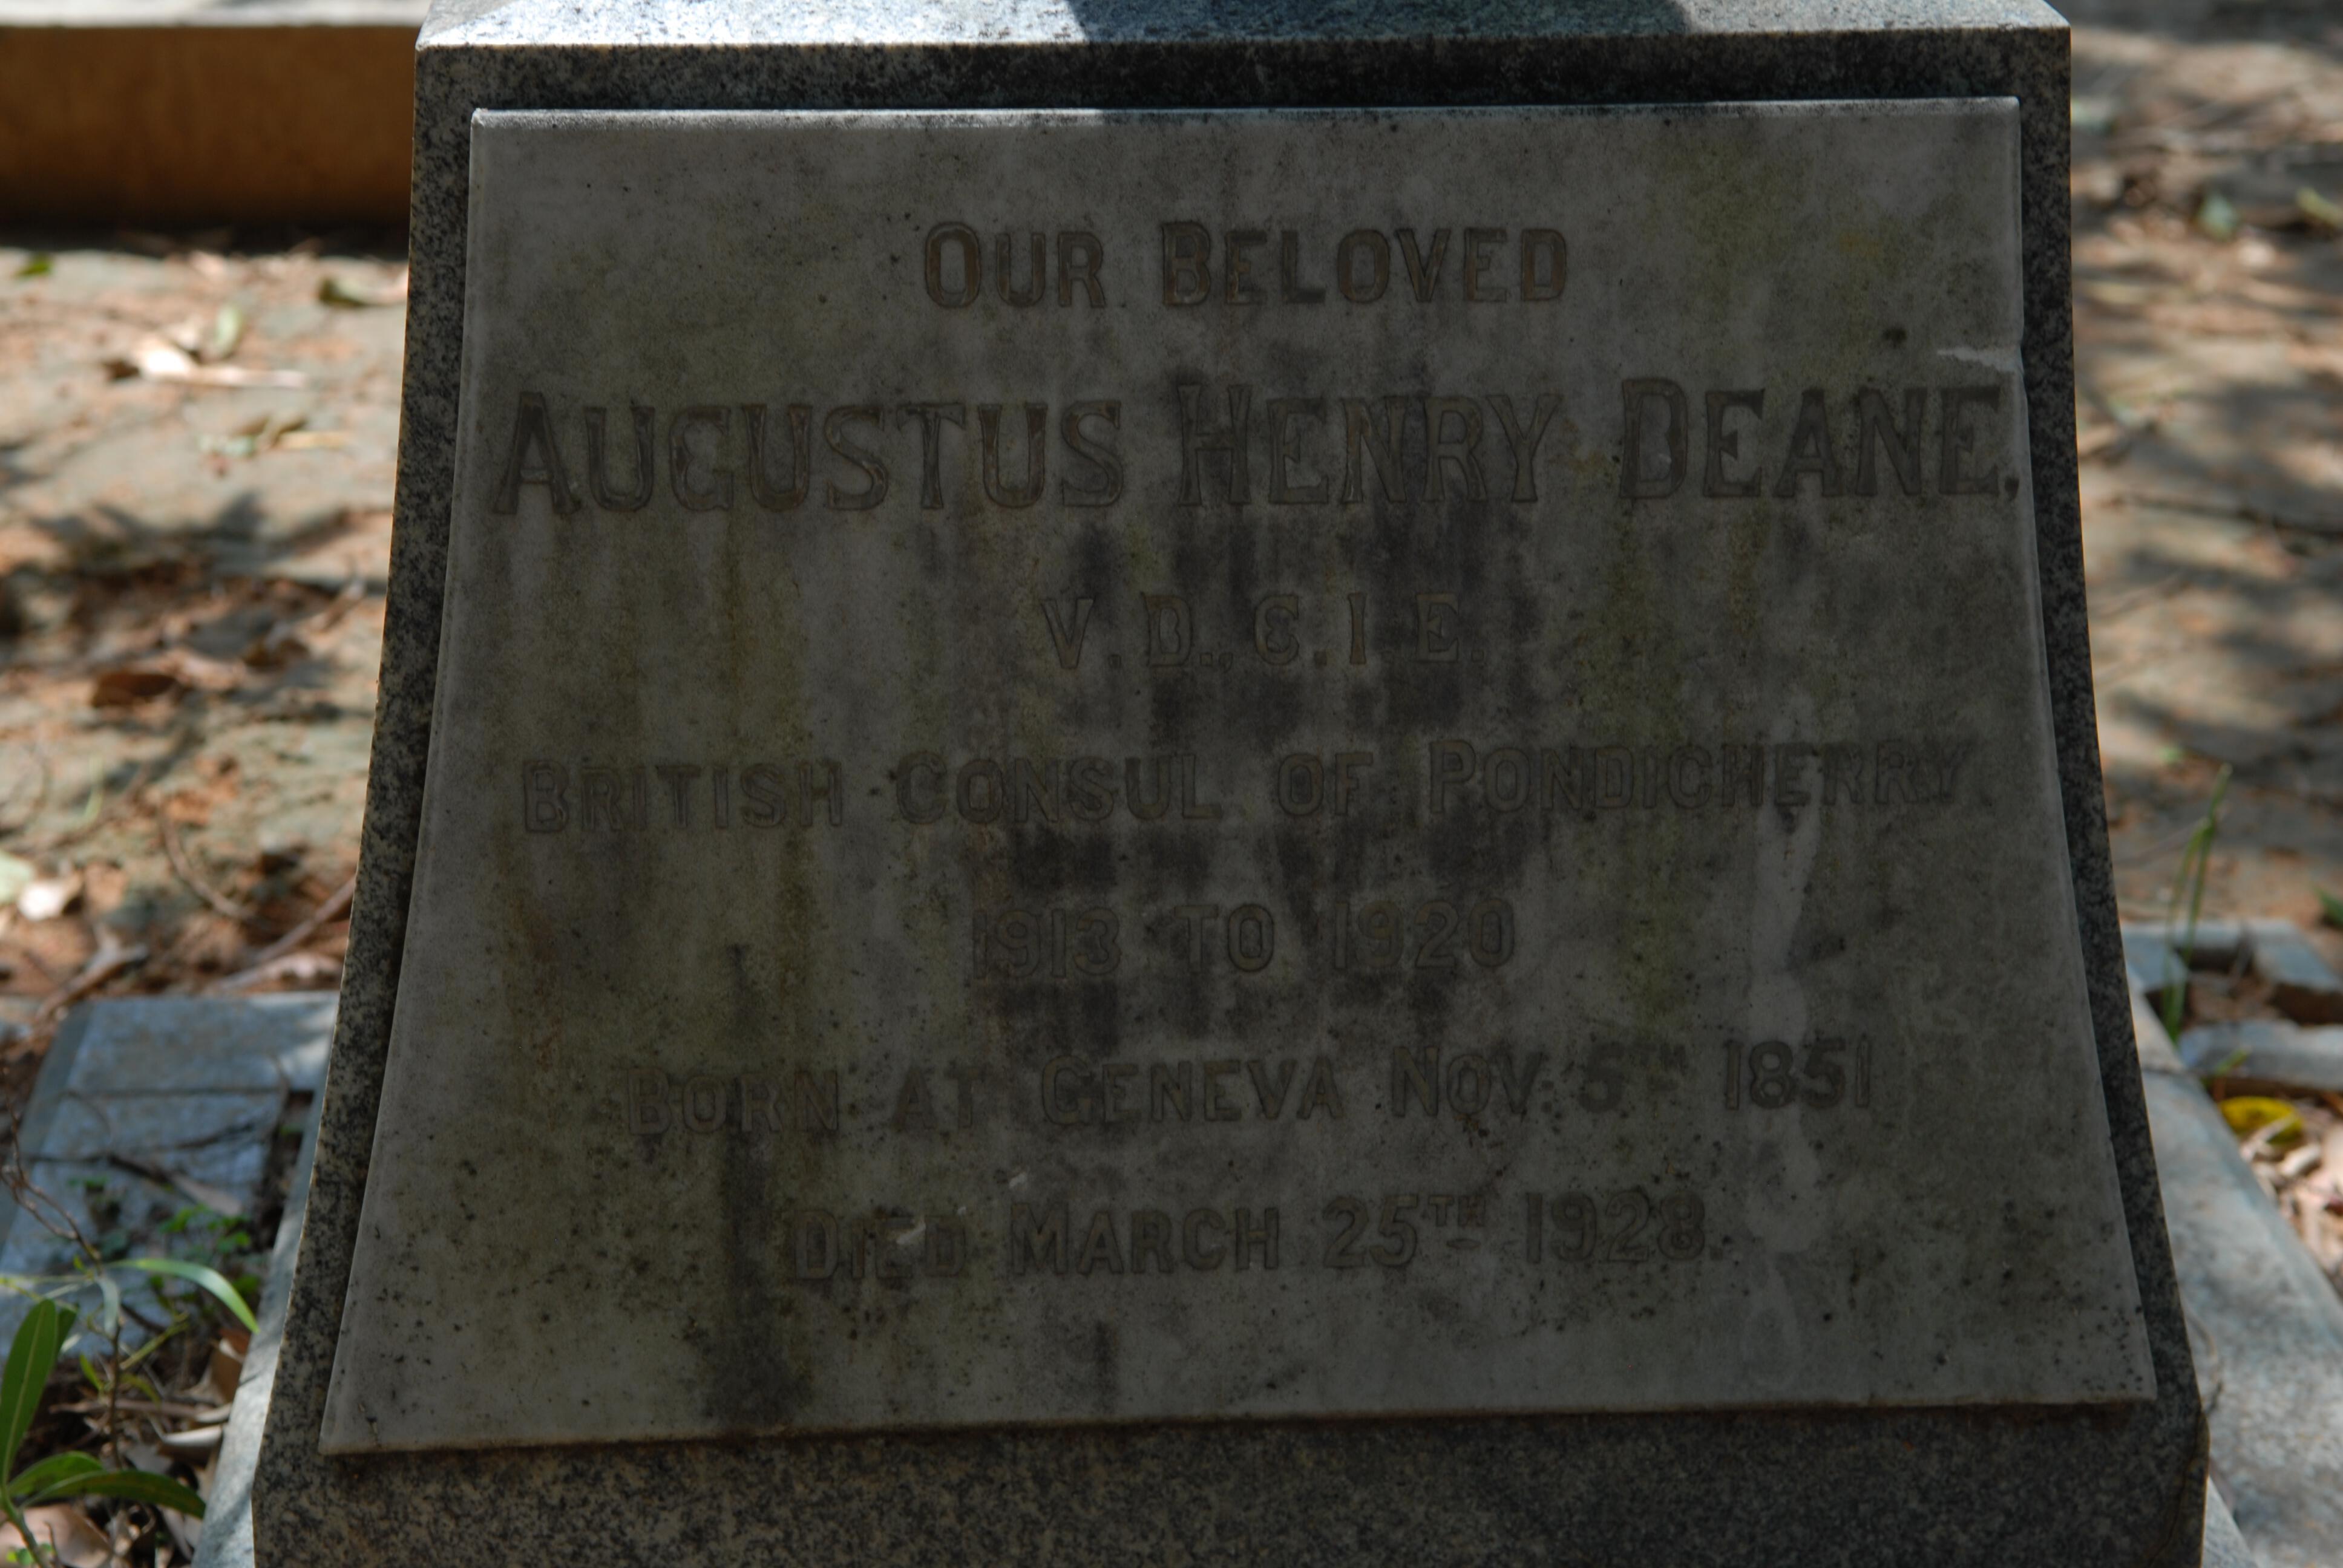 OUR BELOVED
AUGUSTUS HENRY DEANE,
V.D., C.I.E.
BRITISH CONSUL OF PONDICHERRY
1913 TO 1920
BORN AT GENEVA NOV. 5TH 1851
DIED MARCH 25TH 1928.